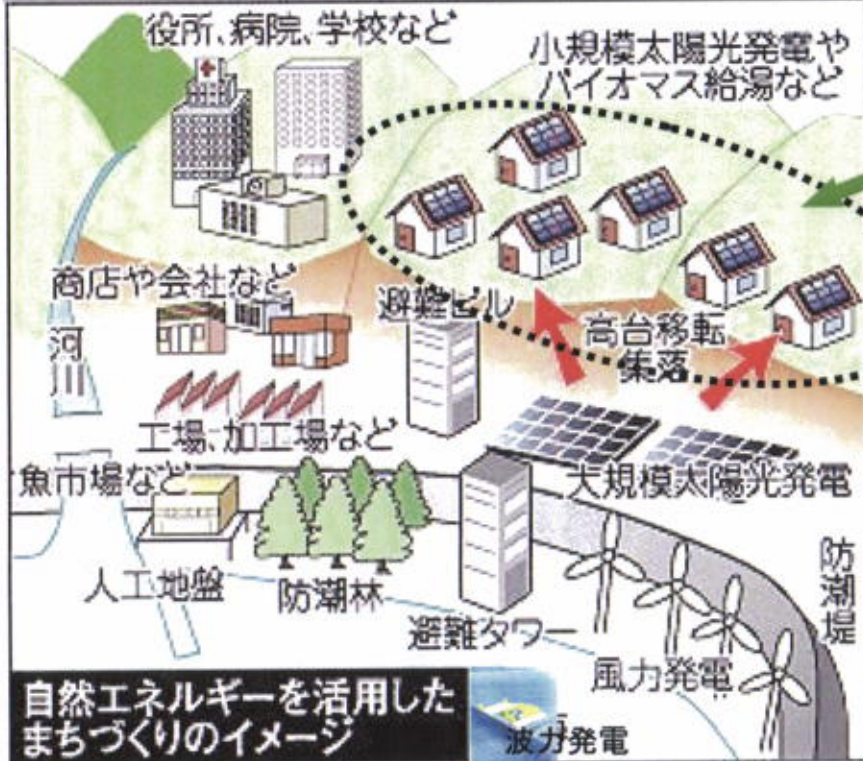 役所、病院、学校など
小規模太陽光発電や
バイオマス給湯など
商店や会社など
避難ビル
河川
高台移転
集落
工場、加工場など
魚市場など
大規模太陽光発電
人工地盤
防潮林
避難タワー
防潮堤
風力発電
自然エネルギーを活用した
まちづくりのイメージ
波力発電